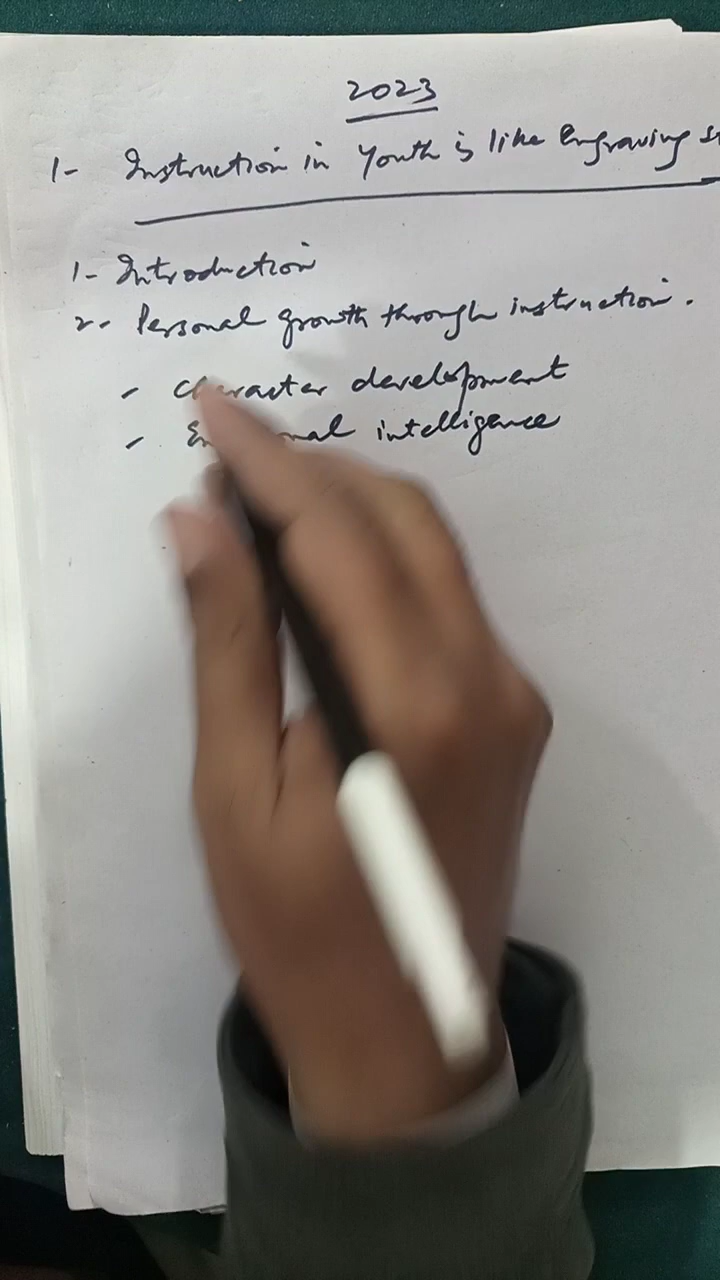 2023
1- Instruction in Youth is like Engraving
1- Introduction
2. Personal growth through instruction.
- Character development
- intelligence